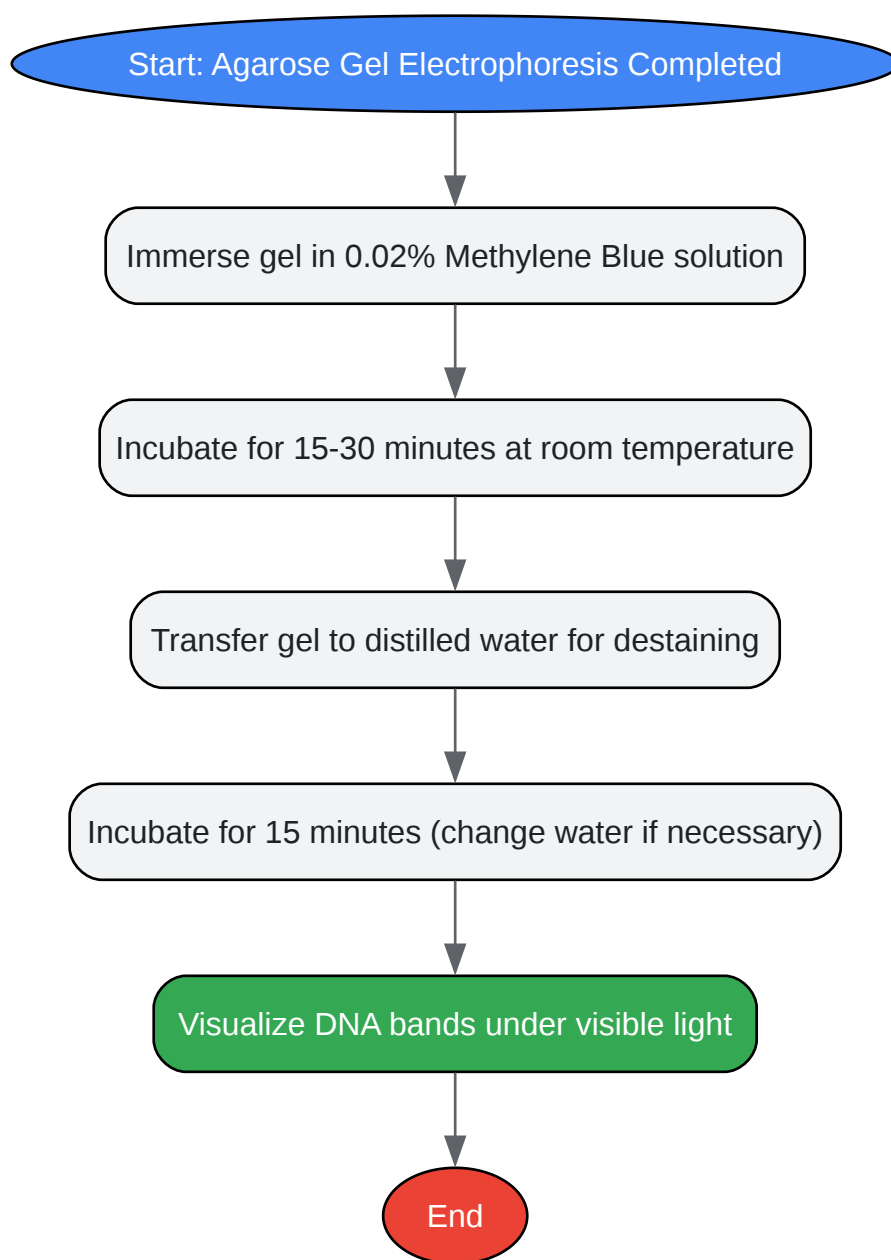 Start: Agarose Gel Electrophoresis Completed
Immerse gel in 0.02% Methylene Blue solution
Incubate for 15-30 minutes at room temperature
Transfer gel to distilled water for destaining
Incubate for 15 minutes (change water if necessary)
Visualize DNA bands under visible light
End